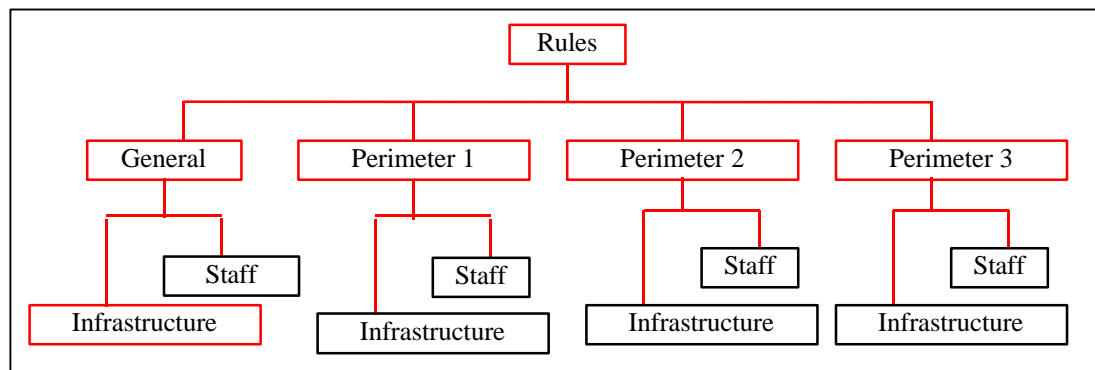 Rules
General
Perimeter 1
Perimeter 2
Perimeter 3
Staff
Staff
Staff
Staff
Infrastructure
Infrastructure
Infrastructure
Infrastructure